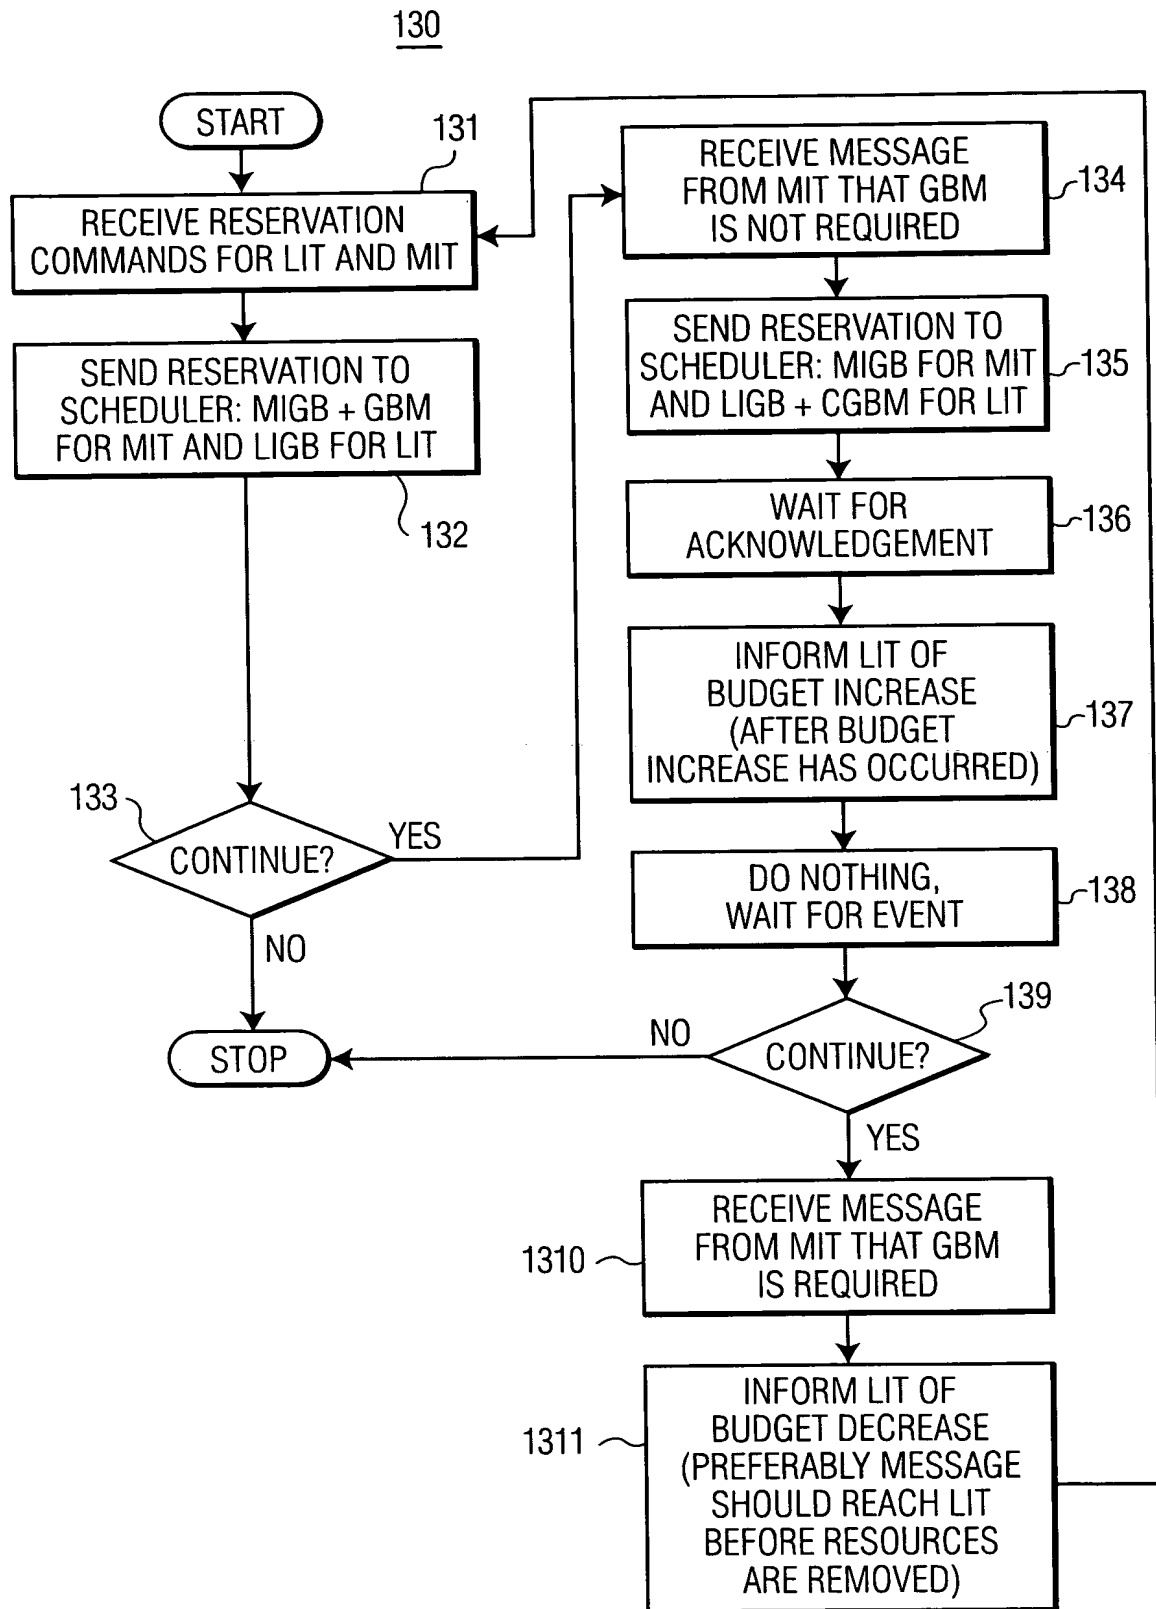 130
START
131
RECEIVE RESERVATION
COMMANDS FOR LIT AND MIT
SEND RESERVATION TO
SCHEDULER: MIGB + GBM
FOR MIT AND LIGB FOR LIT
132
133
CONTINUE?
YES
NO
STOP
RECEIVE MESSAGE
FROM MIT THAT GBM
IS NOT REQUIRED
134
SEND RESERVATION TO
SCHEDULER: MIGB FOR MIT
AND LIGB + CGBM FOR LIT
135
WAIT FOR
ACKNOWLEDGEMENT
136
INFORM LIT OF
BUDGET INCREASE
(AFTER BUDGET
INCREASE HAS OCCURRED)
137
DO NOTHING,
WAIT FOR EVENT
138
139
CONTINUE?
NO
YES
RECEIVE MESSAGE
FROM MIT THAT GBM
IS REQUIRED
1310
INFORM LIT OF
BUDGET DECREASE
(PREFERABLY MESSAGE
SHOULD REACH LIT
BEFORE RESOURCES
ARE REMOVED)
1311